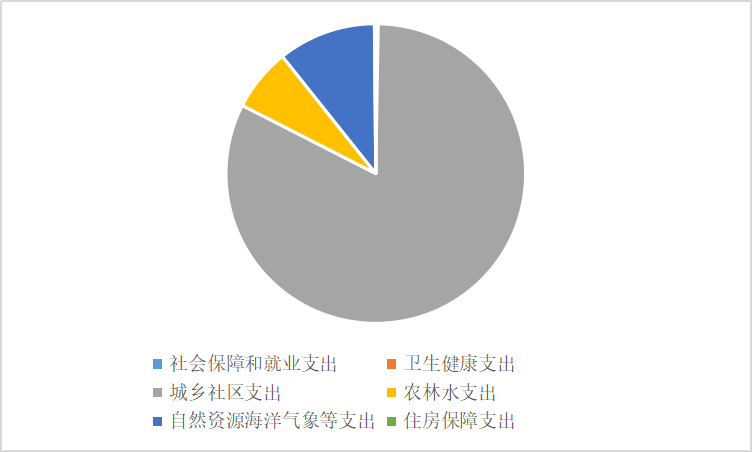 社会保障和就业支出 卫生健康支出
城乡社区支出 农林水支出
自然资源海洋气象等支出 住房保障支出